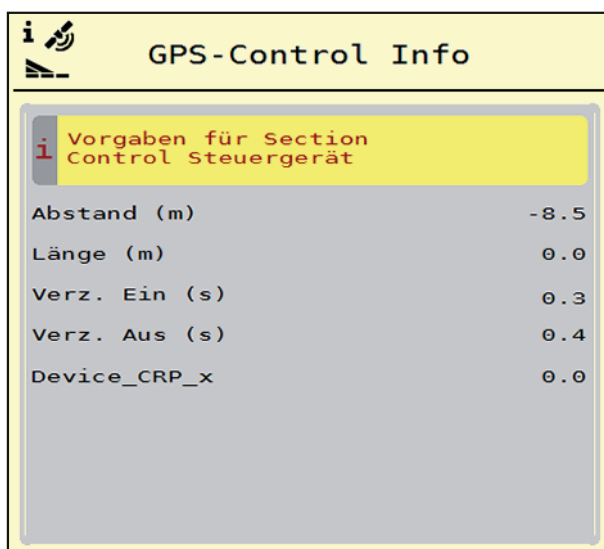 i
GPS-Control Info
i
Vorgaben für Section
Control Steuergerät
Abstand (m) -8.5
Länge (m) 0.0
Verz. Ein (s) 0.3
Verz. Aus (s) 0.4
Device_CRP_x 0.0